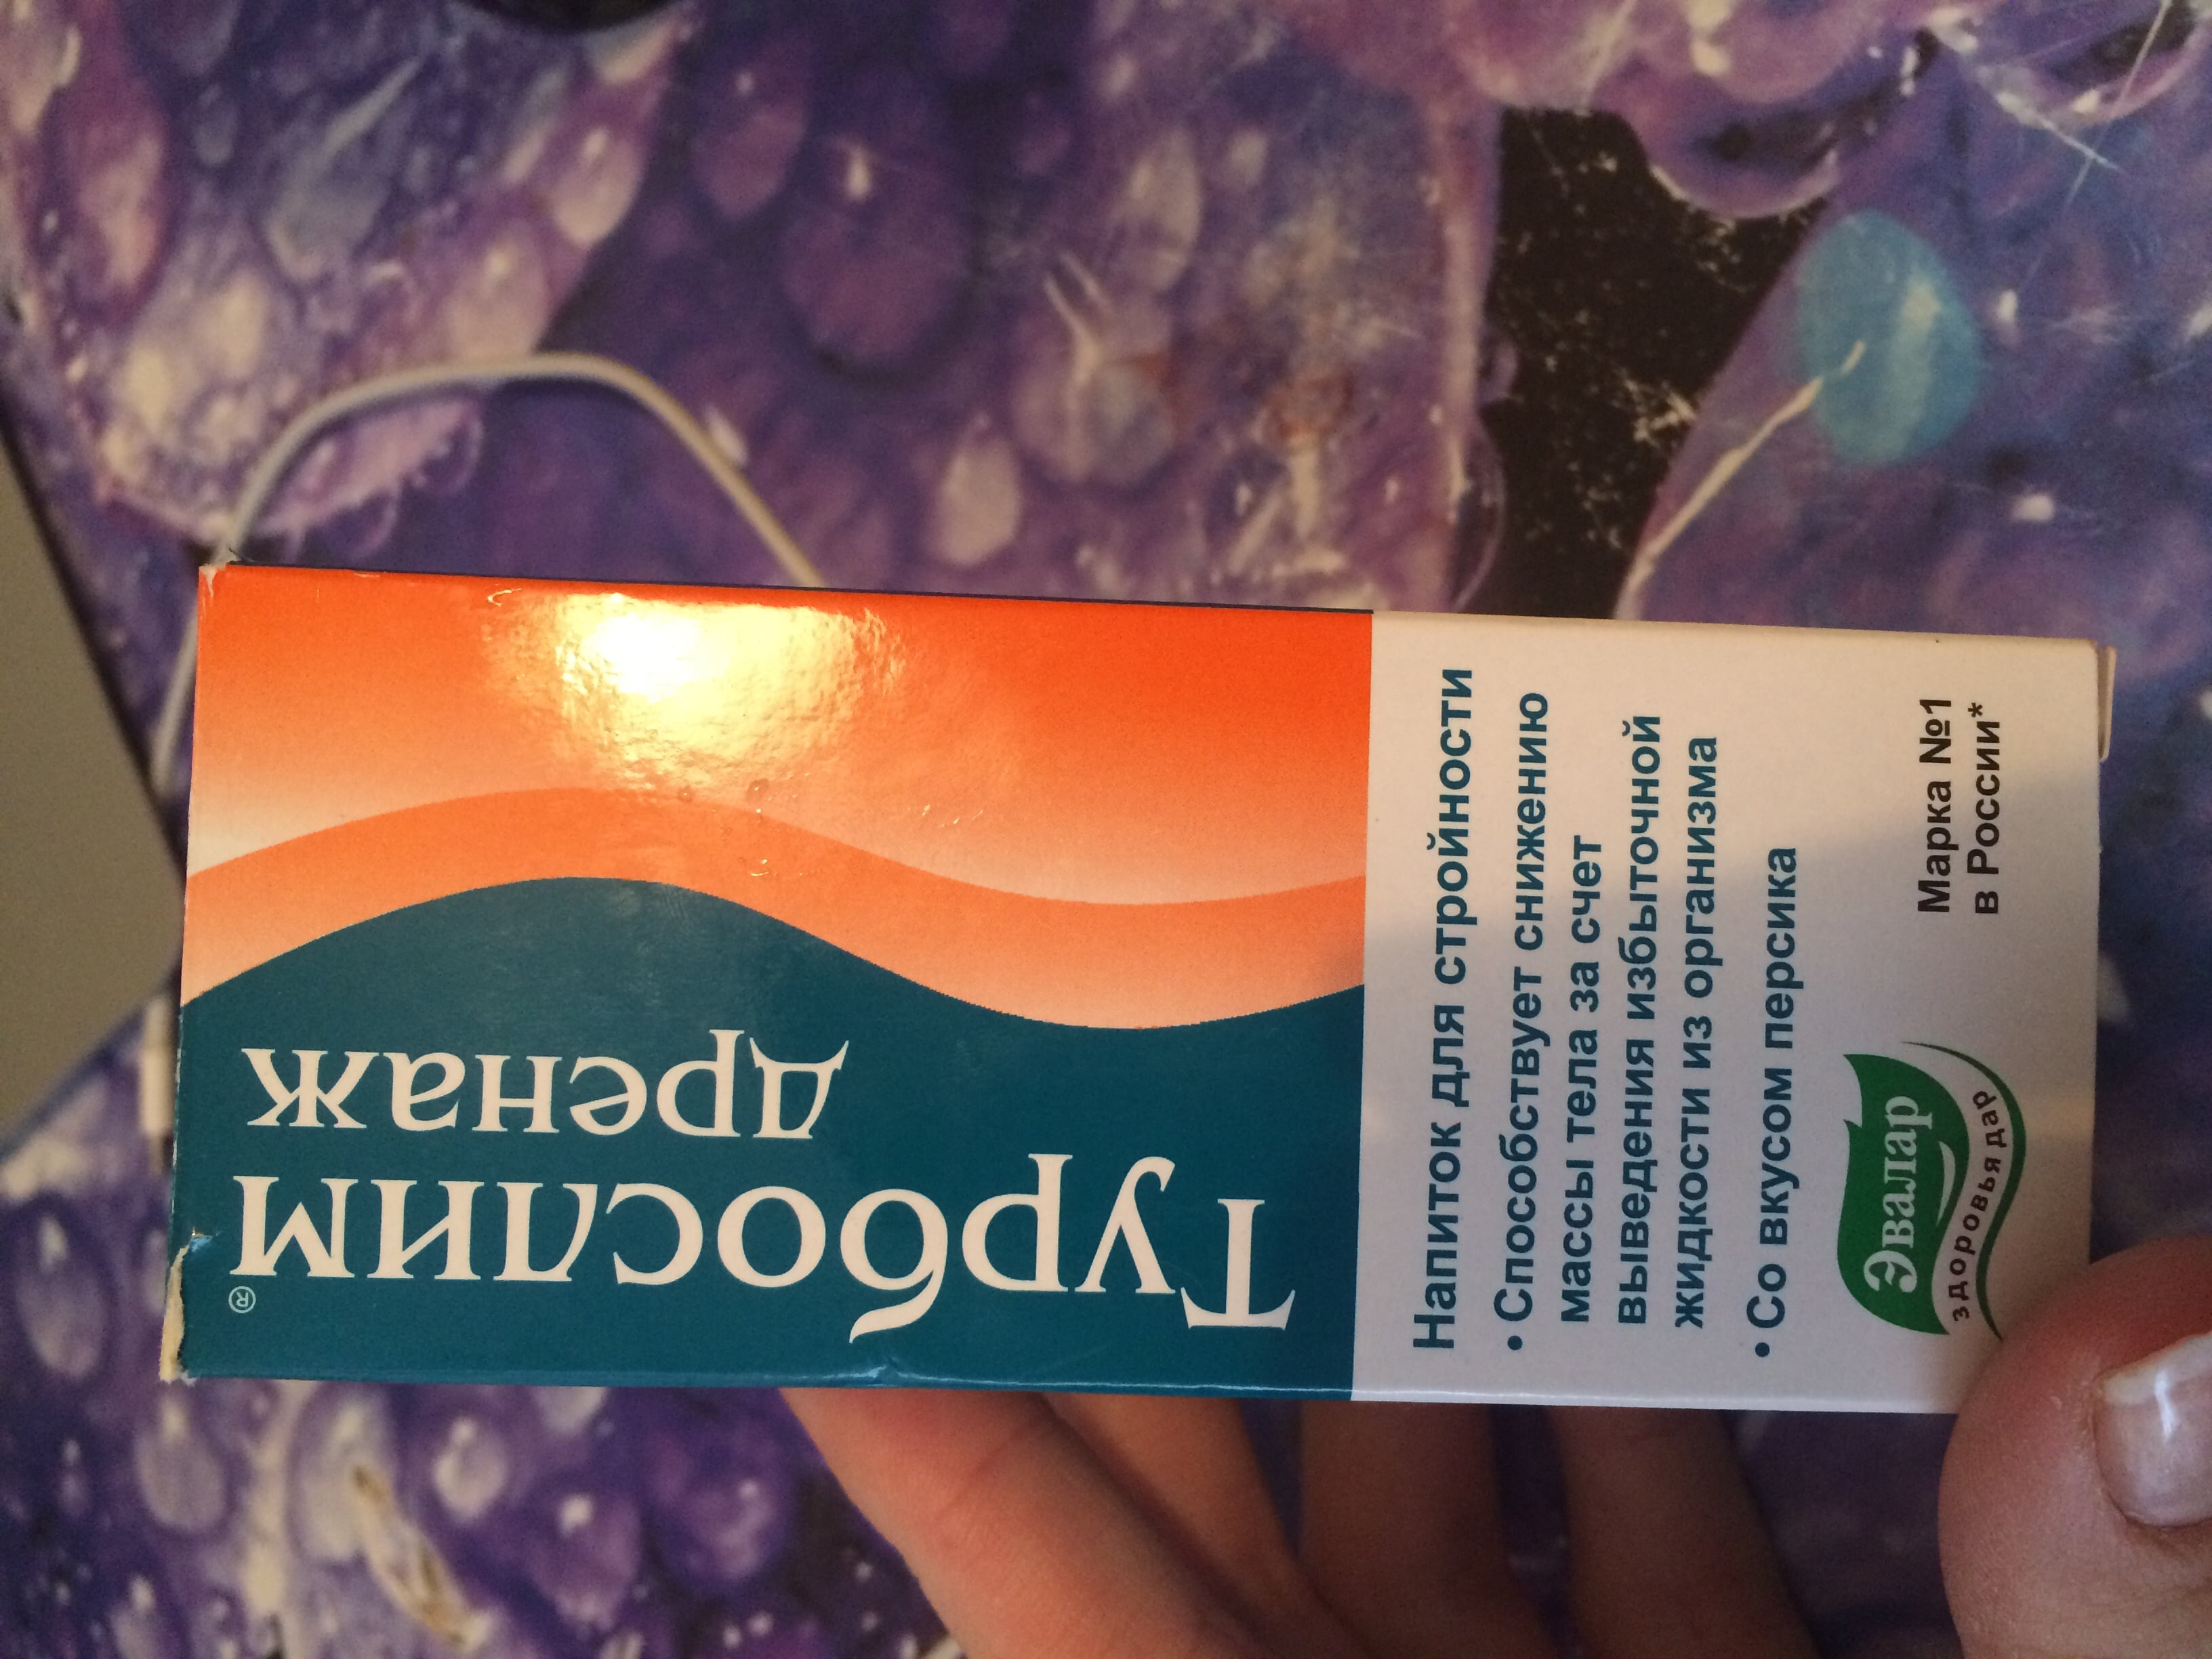 Турбослим®
дренаж
Напиток для стройности
• Способствует снижению
массы тела за счет
выведения избыточной
жидкости из организма
• Со вкусом персика
Эвалар
здоровья дар
Марка №1
в России*